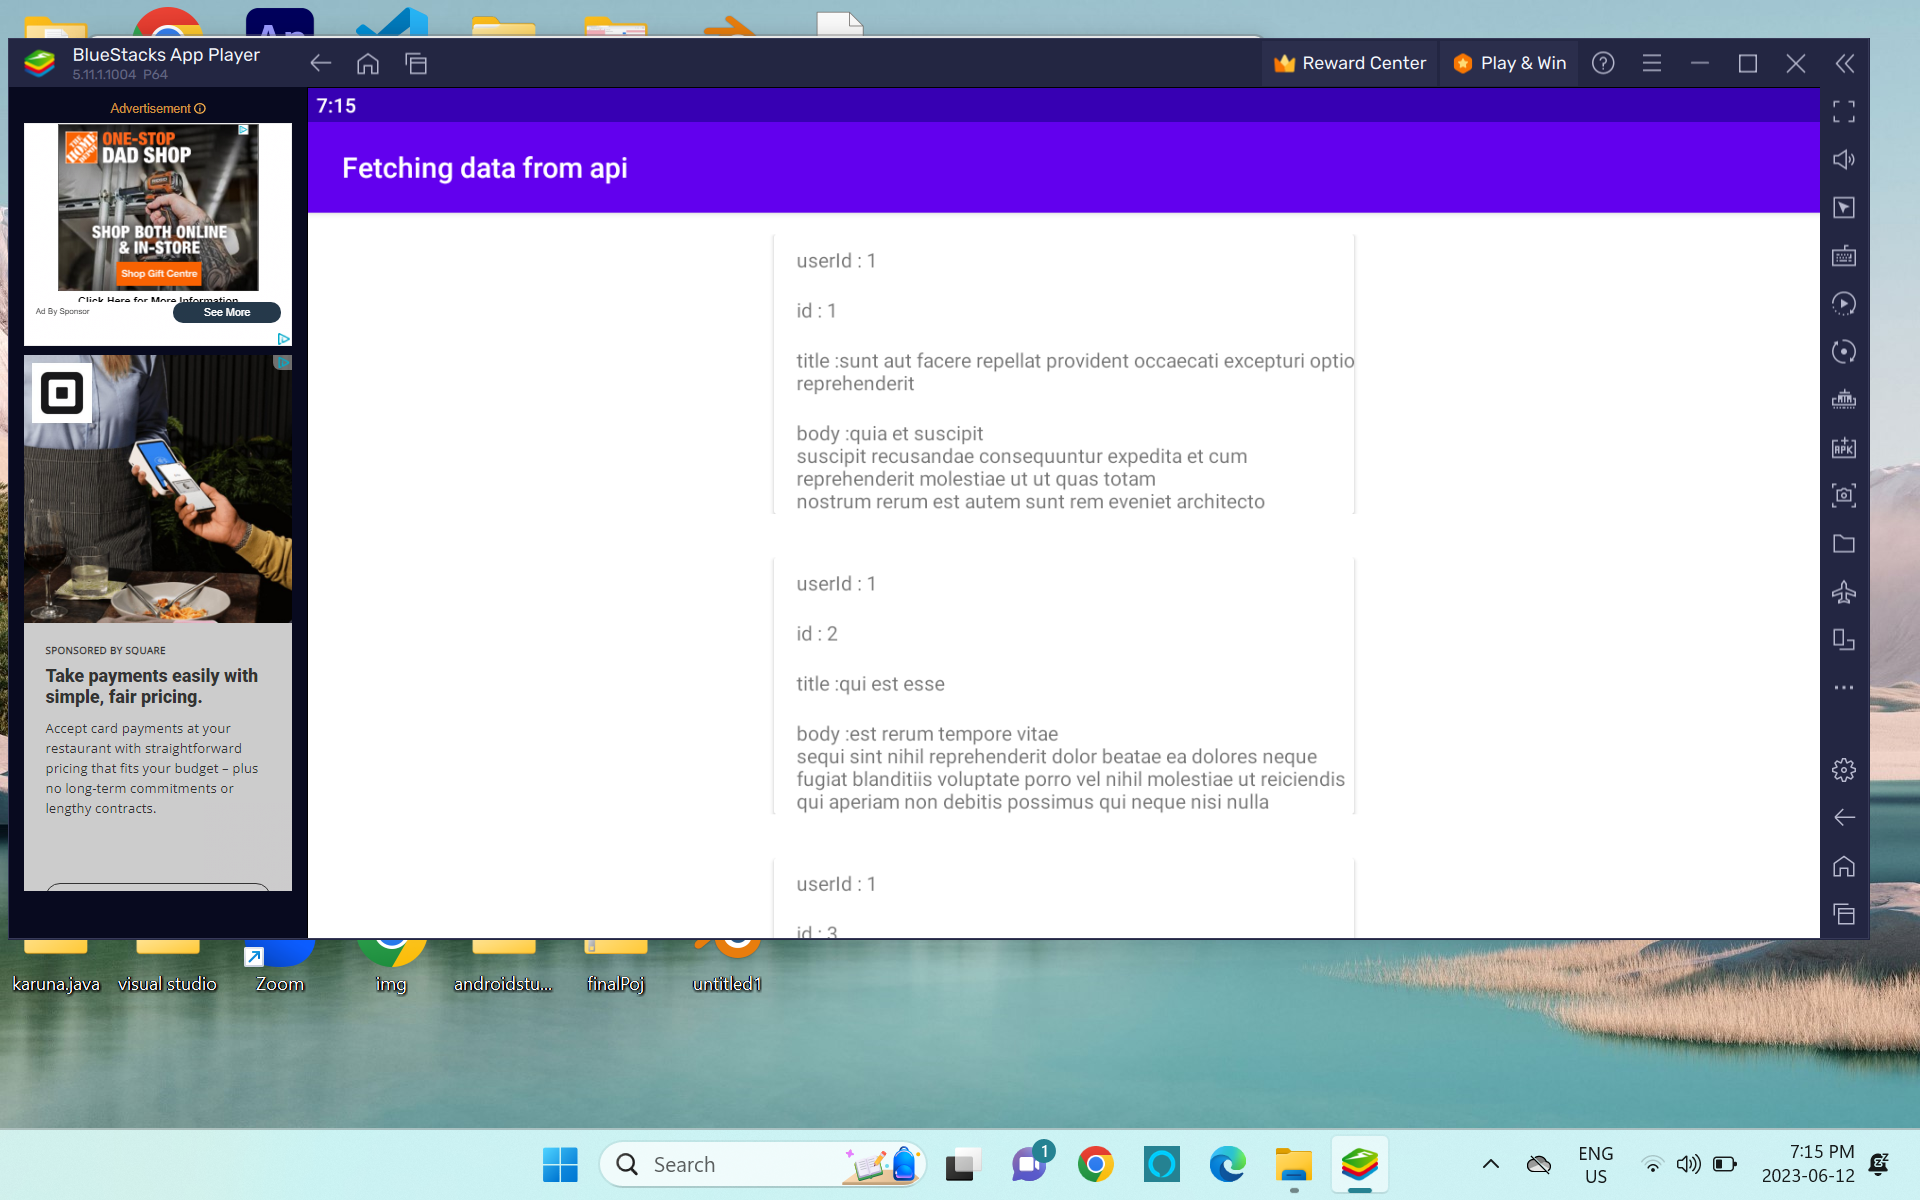 BlueStacks App Player
5.11.1.1004 P64
Reward Center
Play & Win
Advertisement
THE HOME DEPOT
ONE-STOP
DAD SHOP
SHOP BOTH ONLINE
& IN-STORE
Shop Gift Centre
Click Here for More Information
Ad By Sponsor
See More
SPONSORED BY SQUARE
Take payments easily with
simple, fair pricing.
Accept card payments at your
restaurant with straightforward
pricing that fits your budget – plus
no long-term commitments or
lengthy contracts.
7:15
Fetching data from api
userId : 1
id : 1
title :sunt aut facere repellat provident occaecati excepturi optio
reprehenderit
body :quia et suscipit
suscipit recusandae consequuntur expedita et cum
reprehenderit molestiae ut ut quas totam
nostrum rerum est autem sunt rem eveniet architecto
userId : 1
id : 2
title :qui est esse
body :est rerum tempore vitae
sequi sint nihil reprehenderit dolor beatae ea dolores neque
fugiat blanditiis voluptate porro vel nihil molestiae ut reiciendis
qui aperiam non debitis possimus qui neque nisi nulla
userId : 1
id : 3
APK
karuna.java
visual studio
Zoom
img
androidstu...
finalPoj
untitled1
Search
1
ENG
US
7:15 PM
2023-06-12